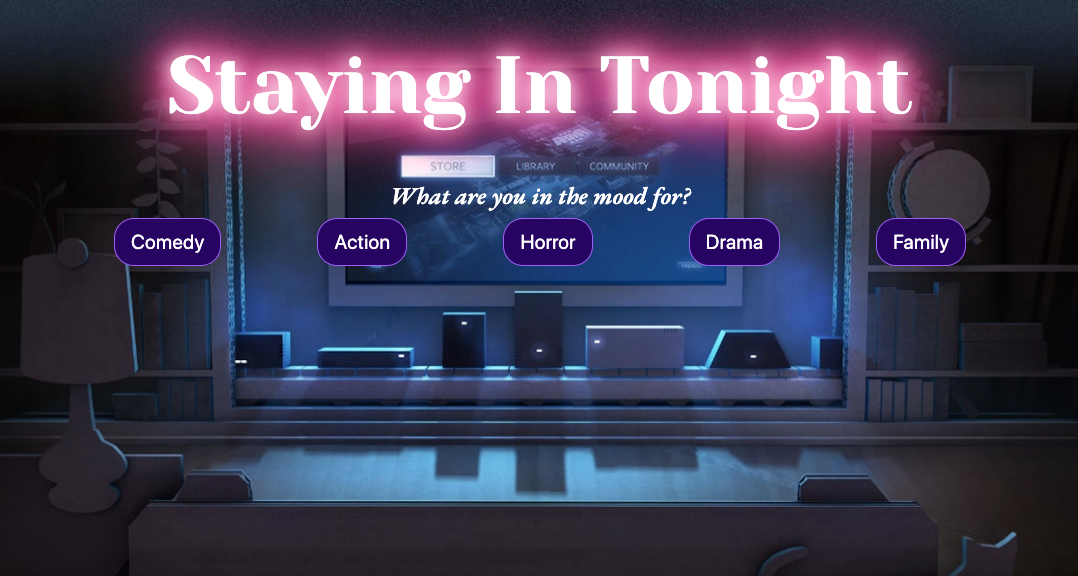 Staying In Tonight
STORE LIBRARY COMMUNITY
What are you in the mood for?
Comedy Action Horror Drama Family